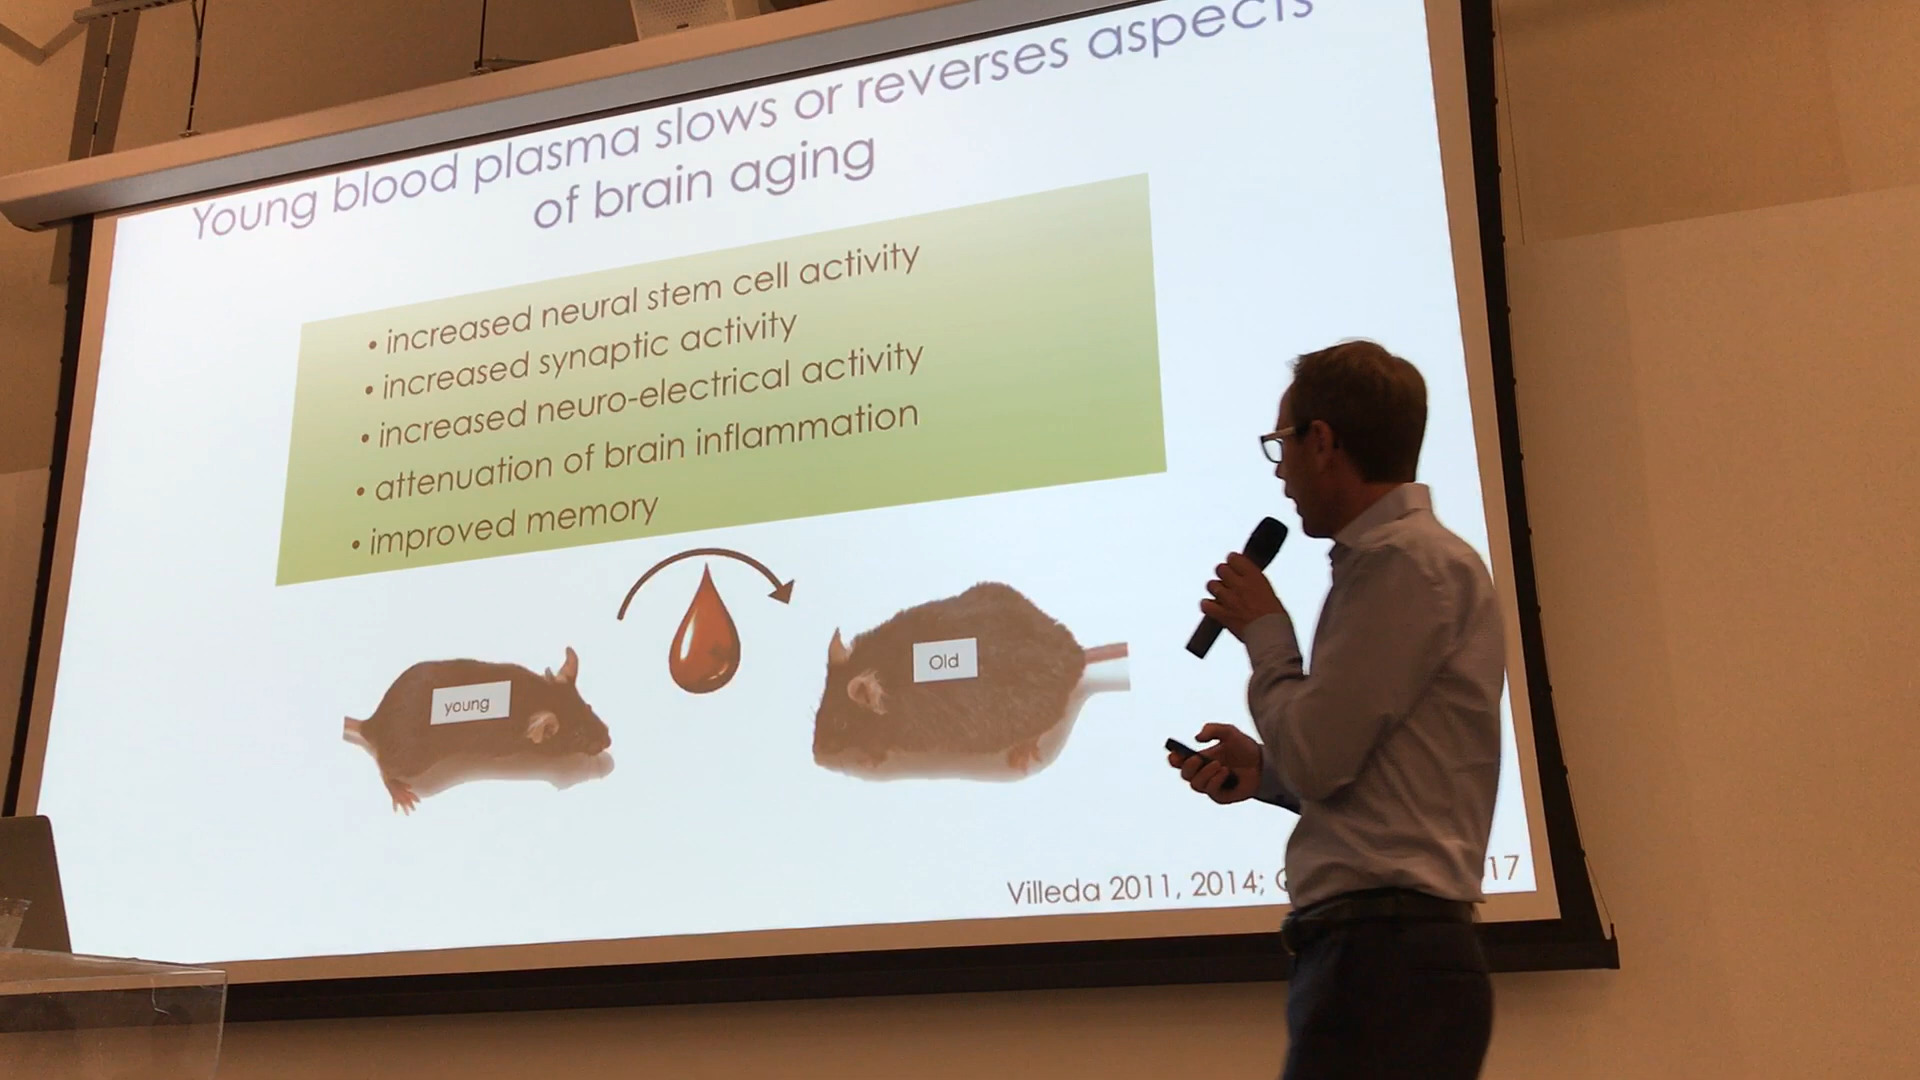 Young blood plasma slows or reverses aspects
of brain aging
• increased neural stem cell activity
• increased synaptic activity
• increased neuro-electrical activity
• attenuation of brain inflammation
• improved memory
young
Old
Villeda 2011, 2014; 17